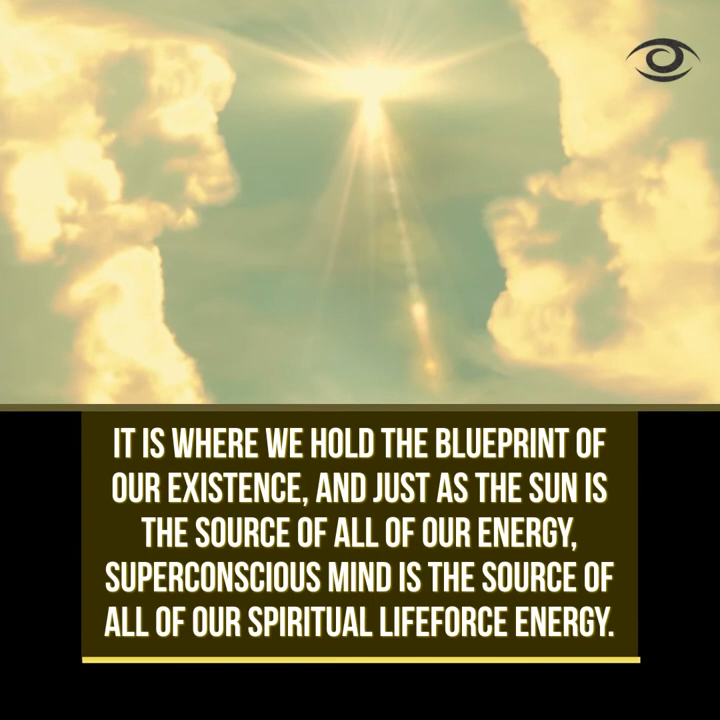 IT IS WHERE WE HOLD THE BLUEPRINT OF
OUR EXISTENCE, AND JUST AS THE SUN IS
THE SOURCE OF ALL OF OUR ENERGY,
SUPERCONSCIOUS MIND IS THE SOURCE OF
ALL OF OUR SPIRITUAL LIFEFORCE ENERGY.